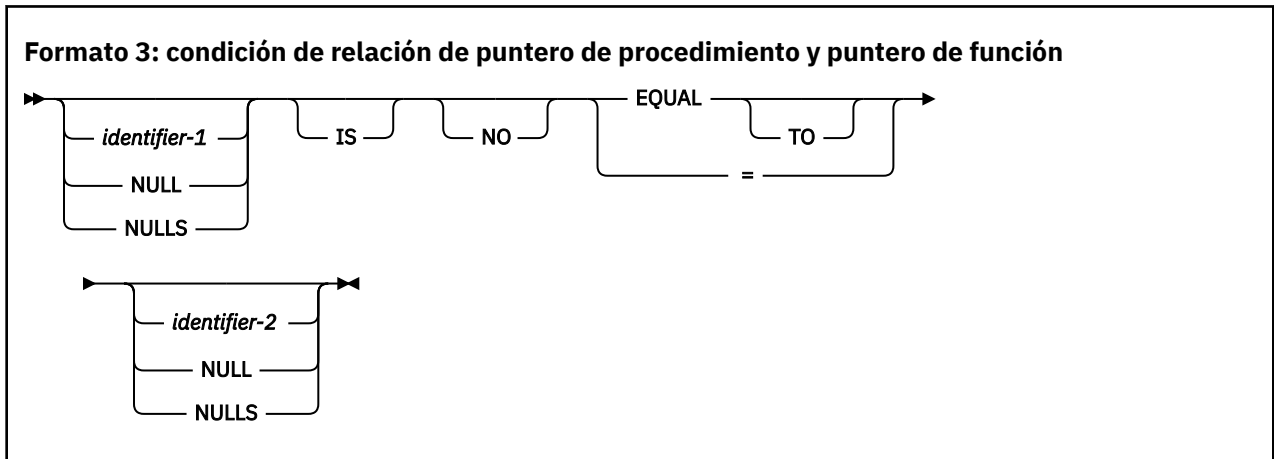 Formato 3: condición de relación de puntero de procedimiento y puntero de función
EQUAL
identifier-1 IS NO TO
NULL =
NULLS
identifier-2
NULL
NULLS